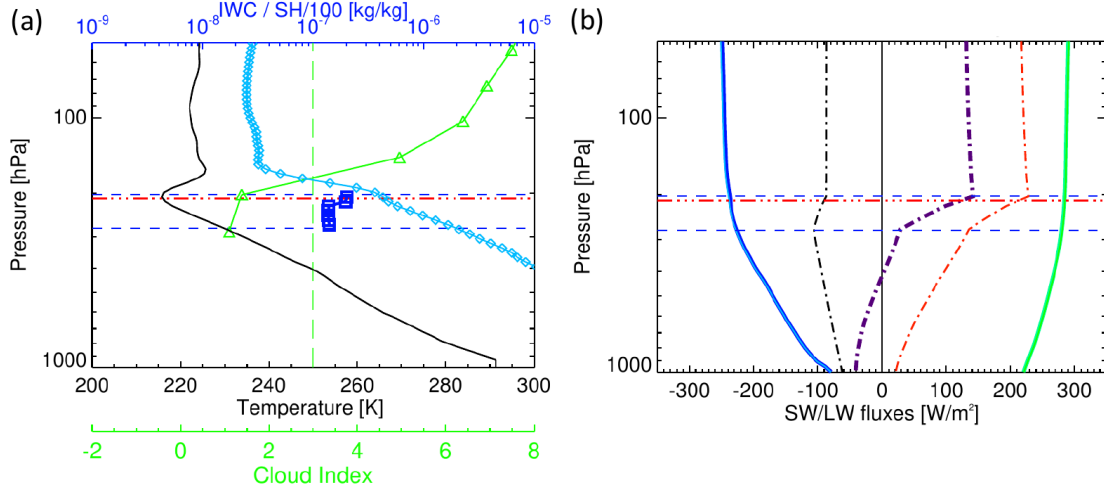 (a)
IWC / SH/100 [kg/kg]
10-9 10-8 10-7 10-6 10-5
Pressure [hPa]
100
1000
200 220 240 260 280 300
Temperature [K]
-2 0 2 4 6 8
Cloud Index
(b)
Pressure [hPa]
100
1000
-300 -200 -100 0 100 200 300
SW/LW fluxes [W/m²]